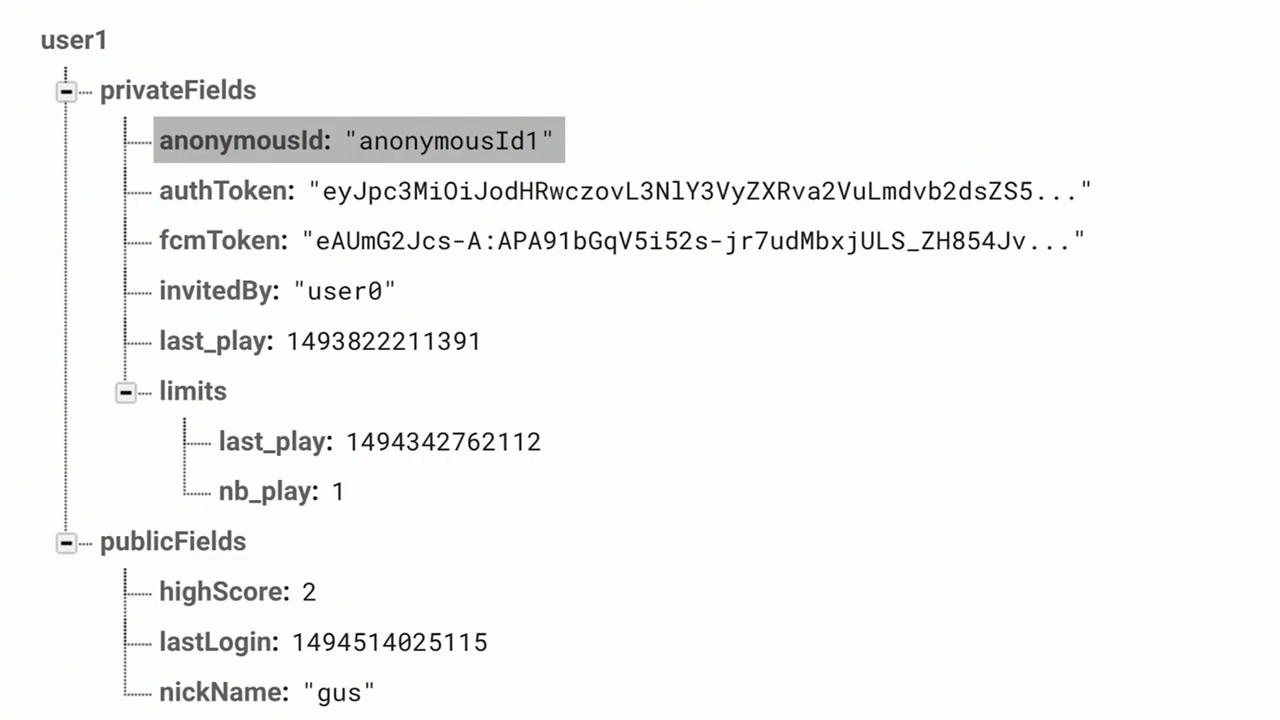 user1
privateFields
anonymousId: "anonymousId1"
authToken: "eyJpc3MiOiJodHRwczovL3NlY3VyZXRva2VuLmdvb2dsZS5..."
fcmToken: "eAUmG2Jcs-A:APA91bGqV5i52s-jr7udMbxjULS_ZH854Jv..."
invitedBy: "user0"
last_play: 1493822211391
limits
last_play: 1494342762112
nb_play: 1
publicFields
highScore: 2
lastLogin: 1494514025115
nickName: "gus"